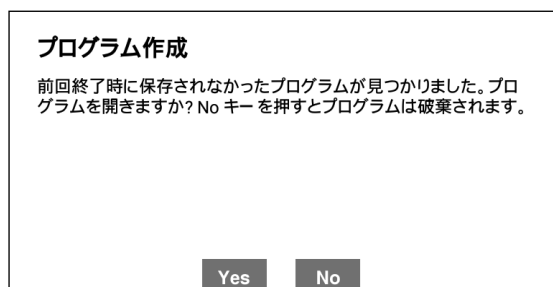 プログラム作成
前回終了時に保存されなかったプログラムが見つかりました。プロ
グラムを開きますか? No キーを押すとプログラムは破棄されます。
Yes No